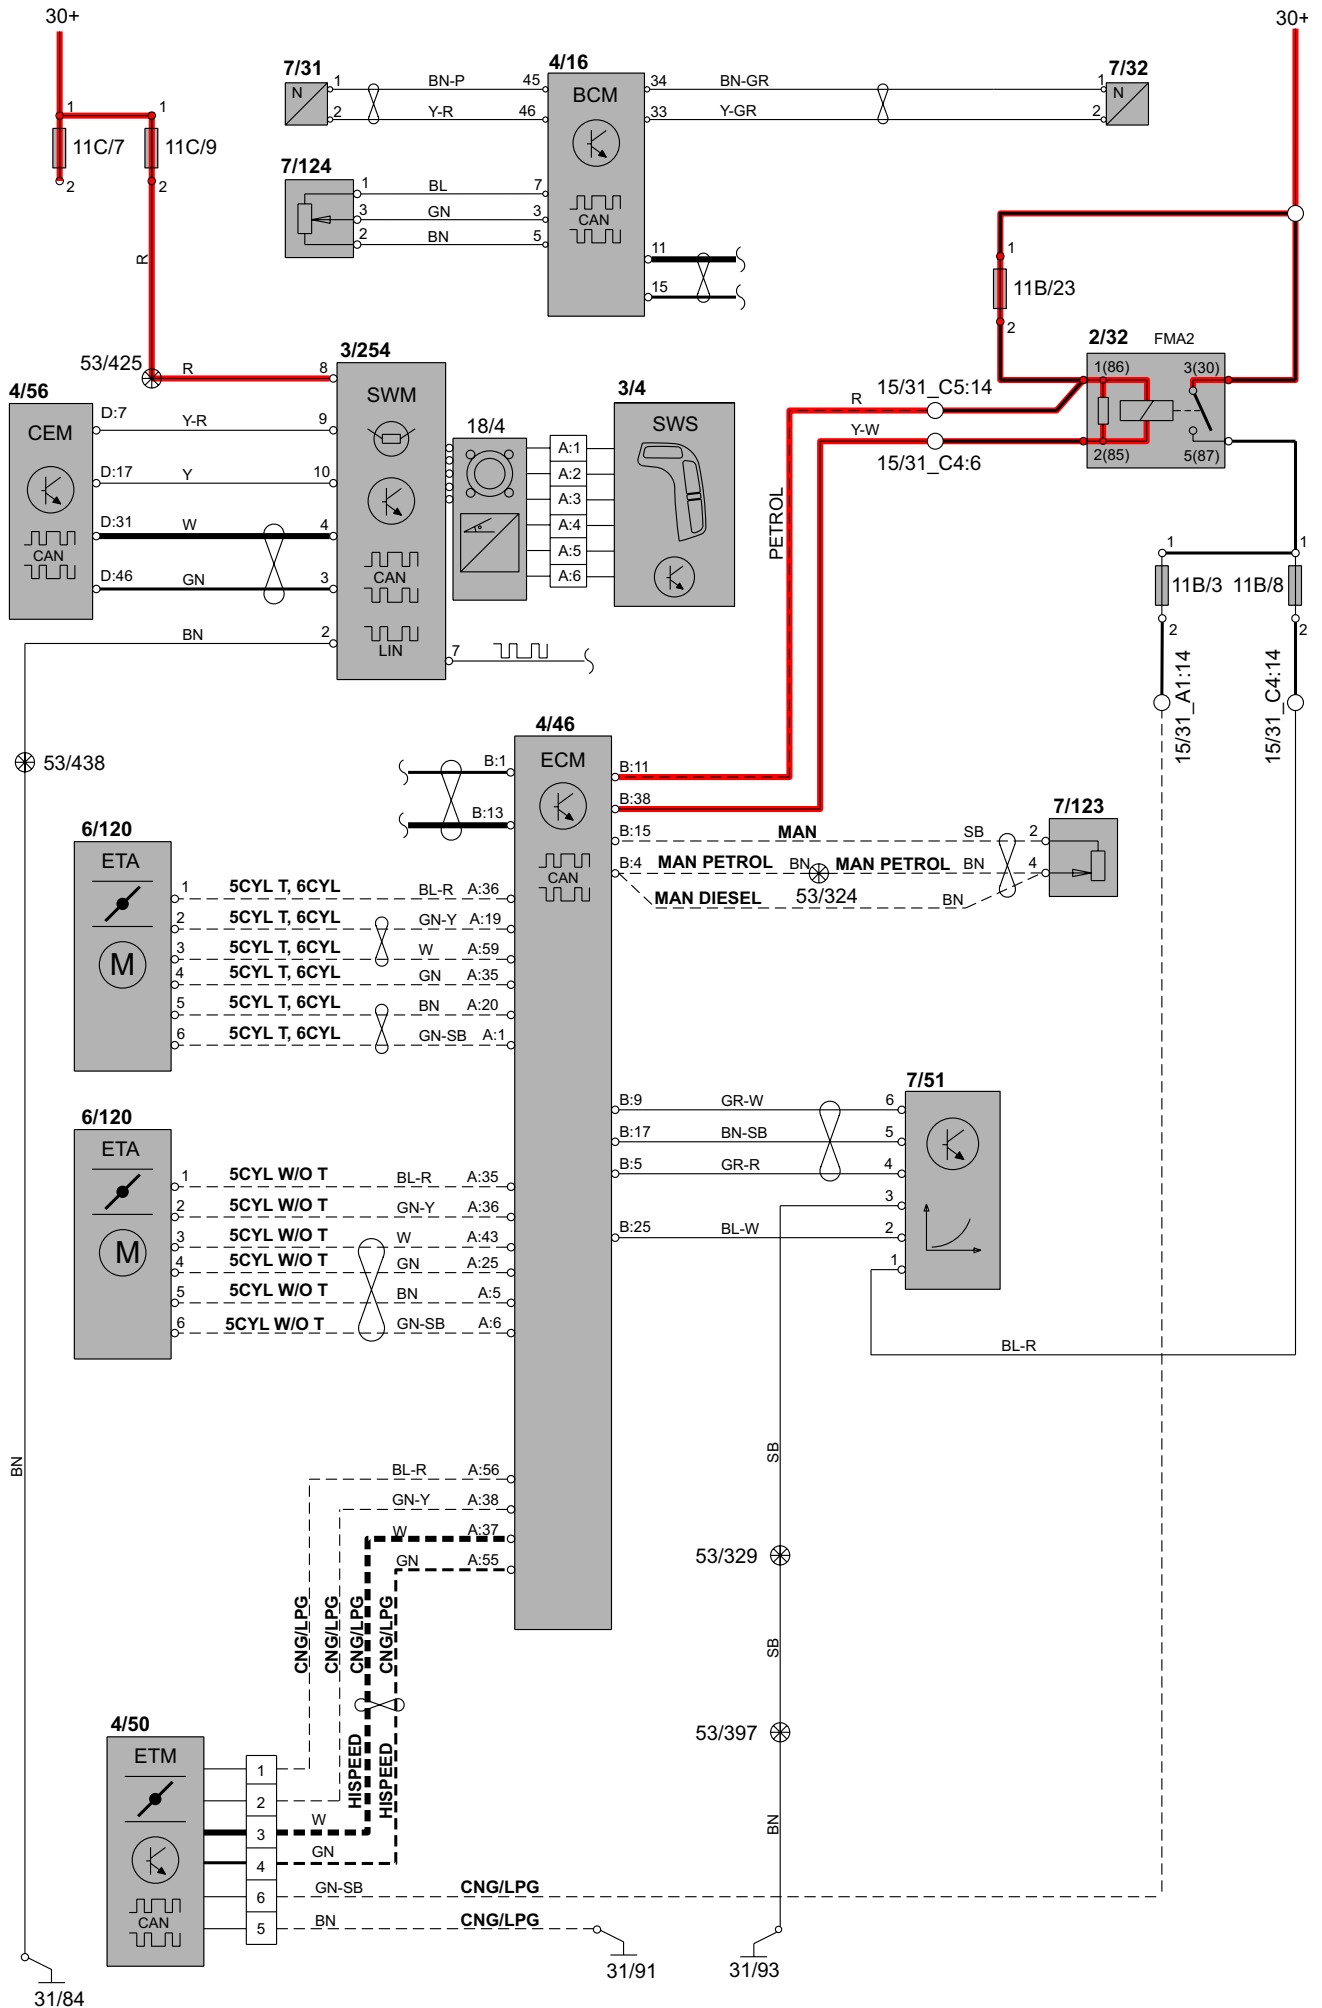 30+ 30+
7/31 4/16 7/32
1 BN-P 45 BCM 34 BN-GR 1
N N
2 Y-R 46 33 Y-GR 2
1 1
11C/7 11C/9
2 2
7/124
1 BL 7
3 GN 3 CAN
2 BN 5
11
15
R
1
11B/23
2
2/32 FMA2
1(86) 3(30)
2(85) 5(87)
53/425 R 8
3/254
SWM
4/56
CEM
D:7 Y-R 9
D:17 Y 10
D:31 W 4
CAN CAN
D:46 GN 3
BN 2
LIN
7
18/4
3/4
SWS
A:1
A:2
A:3
A:4
A:5
A:6
R 15/31_C5:14
Y-W
15/31_C4:6
PETROL
1 1
11B/3 11B/8
2 2
15/31_A1:14
15/31_C4:14
53/438
4/46
ECM
B:1
B:13
CAN
B:11
B:38
B:15 MAN SB 2
B:4 MAN PETROL BN MAN PETROL BN 4
53/324
MAN DIESEL BN
7/123
6/120
ETA
M
1 5CYL T, 6CYL BL-R A:36
2 5CYL T, 6CYL GN-Y A:19
3 5CYL T, 6CYL W A:59
4 5CYL T, 6CYL GN A:35
5 5CYL T, 6CYL BN A:20
6 5CYL T, 6CYL GN-SB A:1
7/51
B:9 GR-W 6
B:17 BN-SB 5
B:5 GR-R 4
3
B:25 BL-W 2
1
BL-R
6/120
ETA
M
1 5CYL W/O T BL-R A:35
2 5CYL W/O T GN-Y A:36
3 5CYL W/O T W A:43
4 5CYL W/O T GN A:25
5 5CYL W/O T BN A:5
6 5CYL W/O T GN-SB A:6
BN
SB
BL-R A:56
GN-Y A:38
W A:37
GN A:55
53/329
CNG/LPG
CNG/LPG
CNG/LPG
CNG/LPG
SB
HISPEED
HISPEED
53/397
4/50
ETM
1
2
W 3
GN 4
6 GN-SB CNG/LPG
5 BN CNG/LPG
CAN
BN
31/84 31/91 31/93